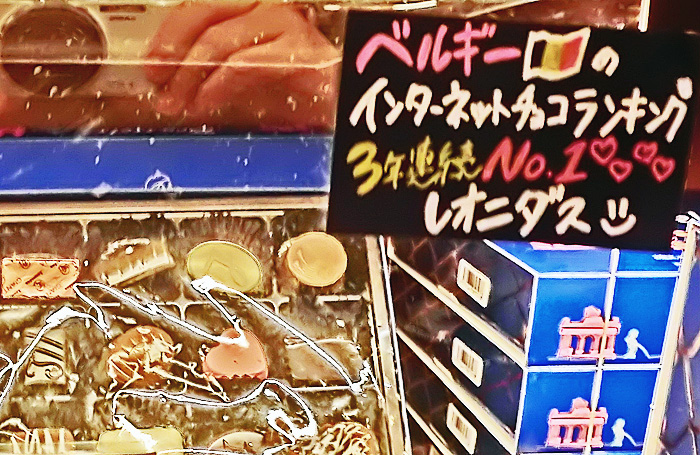 ベルギーの
インターネットチョコランキング
3年連続No.1
レオニダス